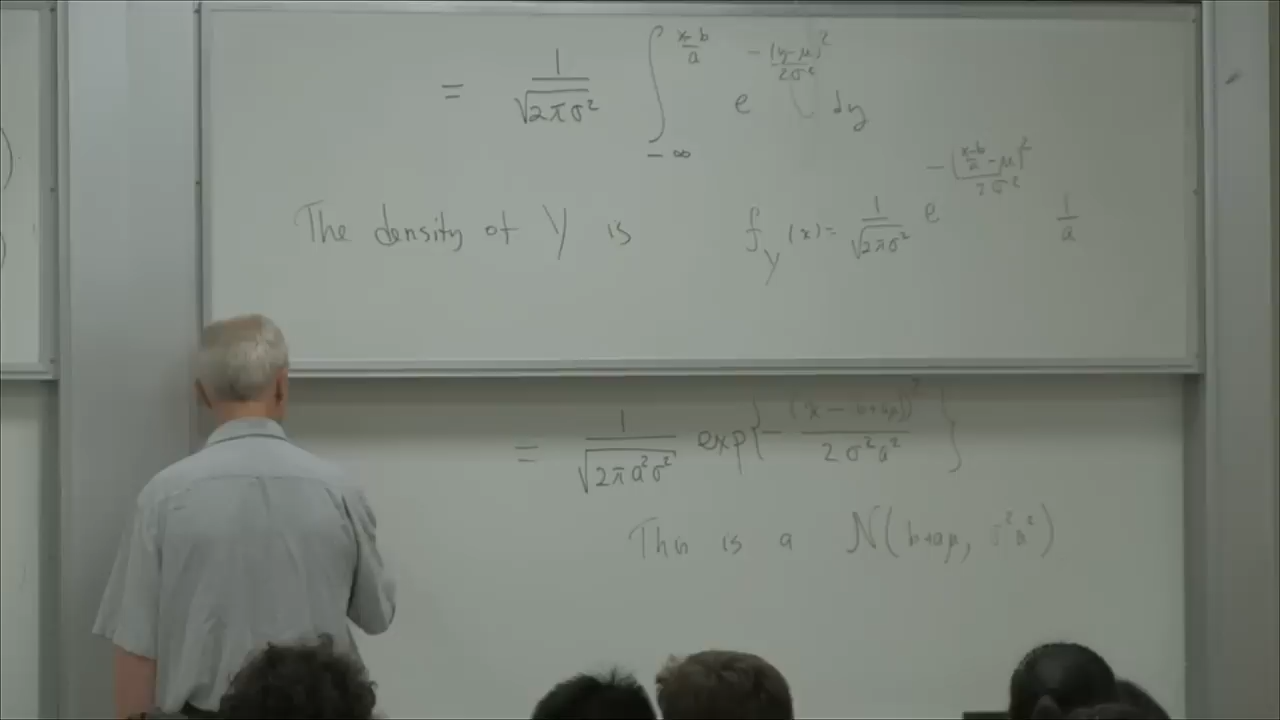 = 1/√(2πσ²) ∫_{-∞}^{(x-b)/a} e^{-(y-μ)²/2σ²} dy
The density of Y is f_Y(x) = 1/√(2πσ²) e^{-((x-b)/a - μ)²/2σ²} 1/a
= 1/√(2πa²σ²) exp{- (x-(b+aμ))²/2σ²a²}
This is a N(b+aμ, σ²a²)